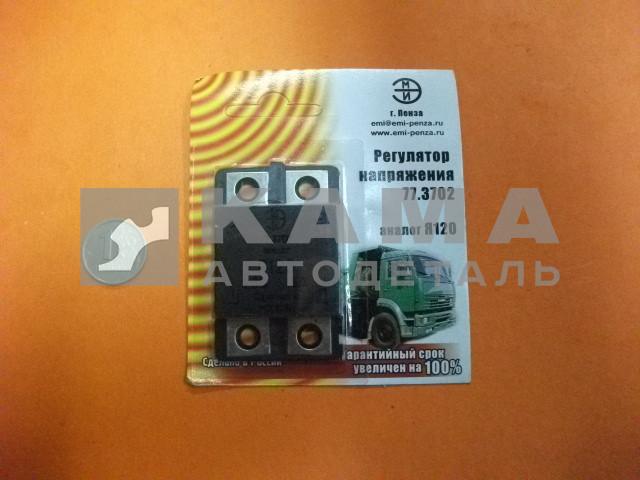 ЭМИ
г. Пенза
emi@emi-penza.ru
www.emi-penza.ru
Регулятор
напряжения
77.3702
аналог Я120
КАМА
АВТОДЕТАЛЬ
Сделано в России
Гарантийный срок
увеличен на 100%